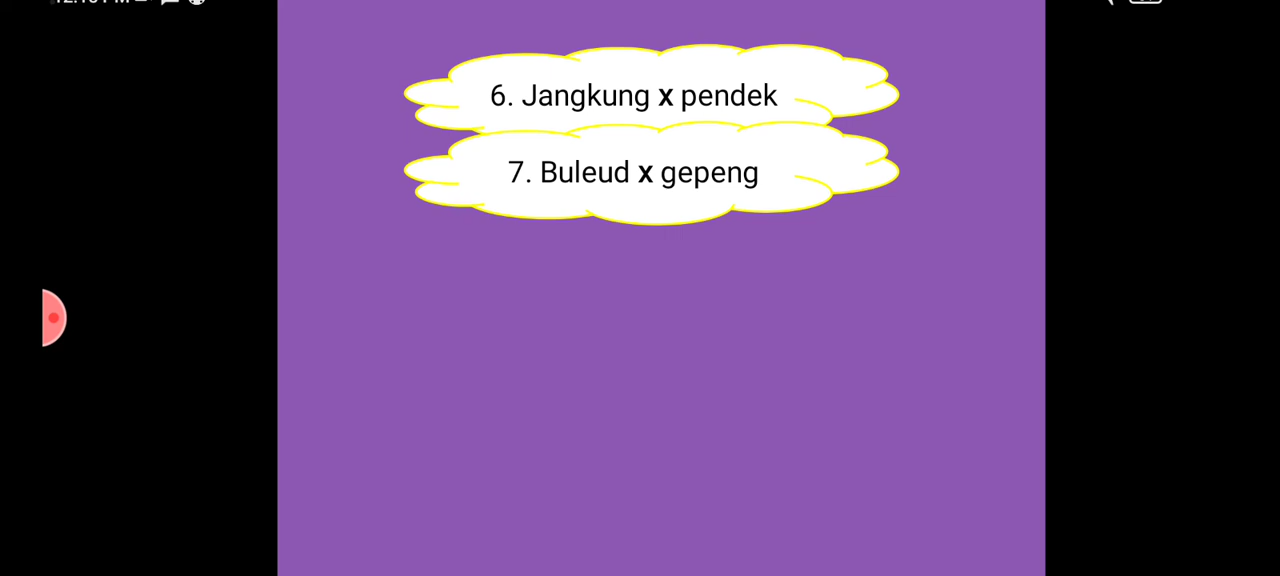 6. Jangkung x pendek
7. Buleud x gepeng